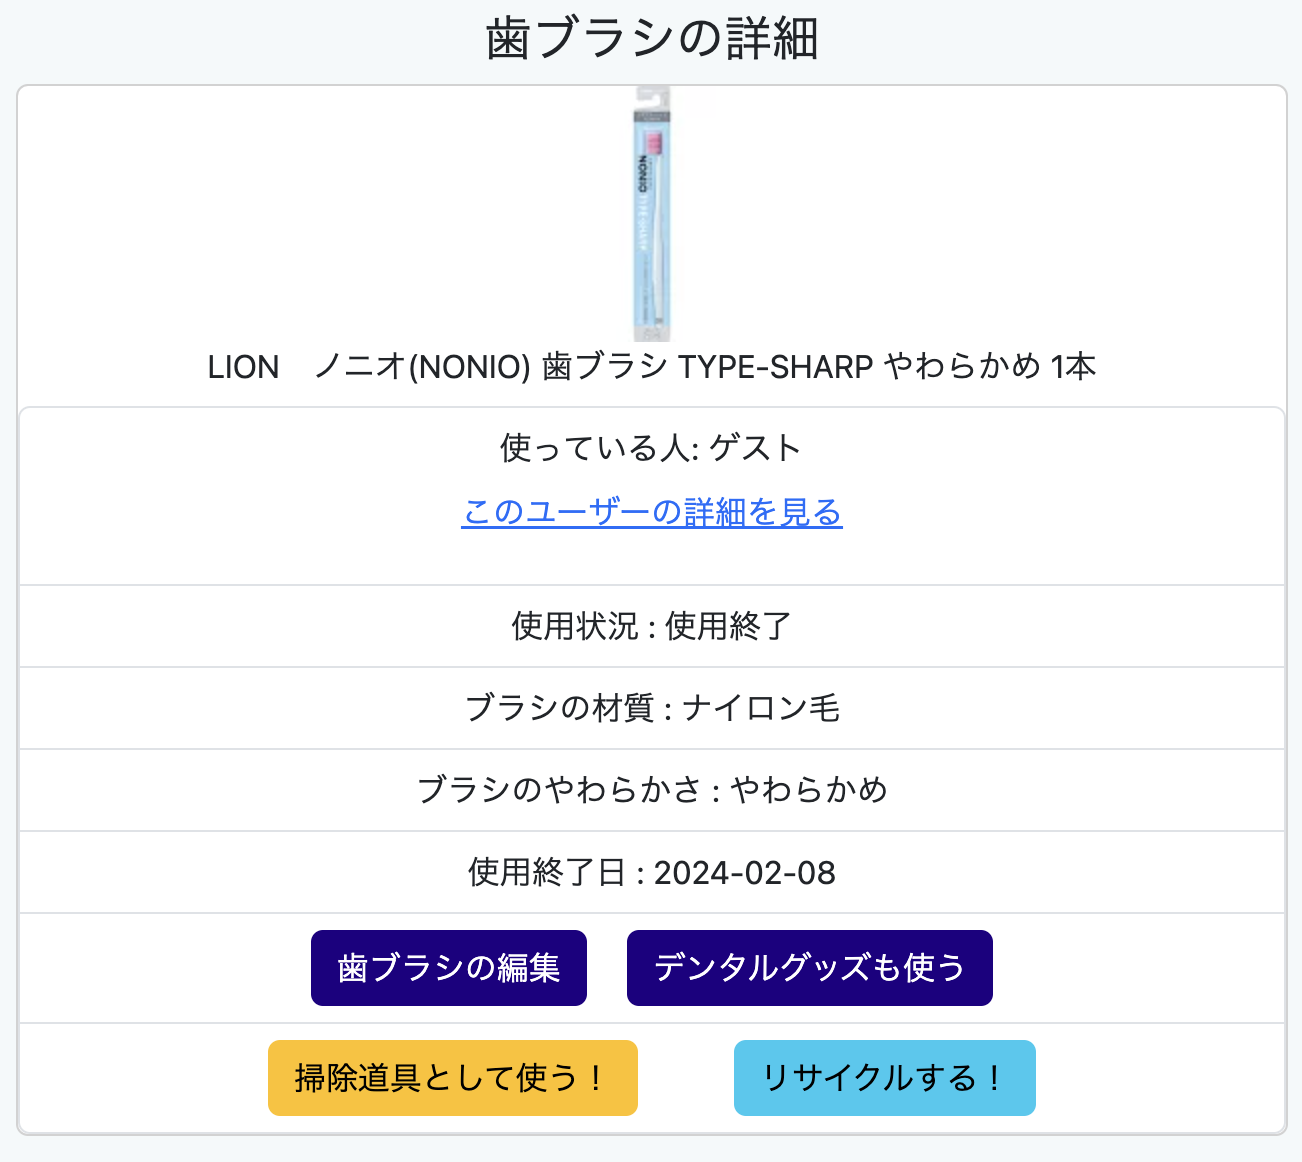 歯ブラシの詳細
NONIO
TYPE-SHARP
LION　ノニオ(NONIO) 歯ブラシ TYPE-SHARP やわらかめ 1本
使っている人: ゲスト
このユーザーの詳細を見る
使用状況 : 使用終了
ブラシの材質 : ナイロン毛
ブラシのやわらかさ : やわらかめ
使用終了日 : 2024-02-08
歯ブラシの編集
デンタルグッズも使う
掃除道具として使う！
リサイクルする！